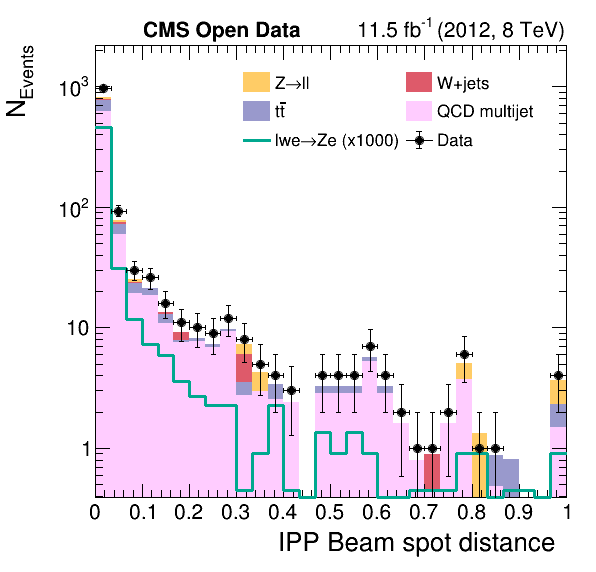 CMS Open Data 11.5 fb⁻¹ (2012, 8 TeV)
N_Events
Z→ll W+jets
tt̄ QCD multijet
lwe→Ze (x1000) Data
10³
10²
10
1
0 0.1 0.2 0.3 0.4 0.5 0.6 0.7 0.8 0.9 1
IPP Beam spot distance